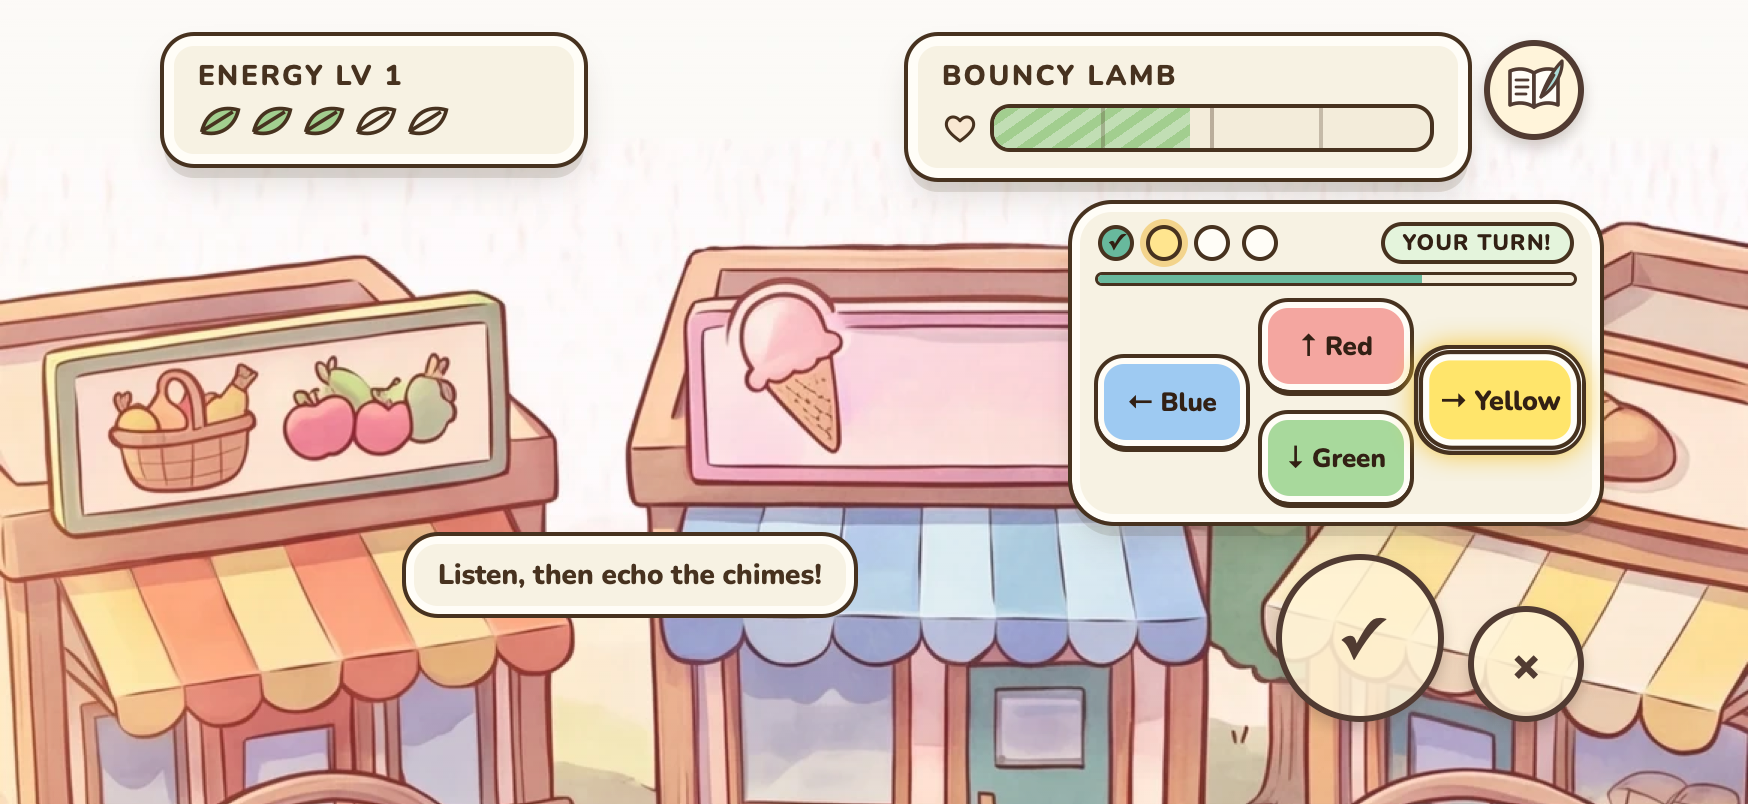 ENERGY LV 1
BOUNCY LAMB
YOUR TURN!
↑ Red
← Blue
→ Yellow
↓ Green
Listen, then echo the chimes!